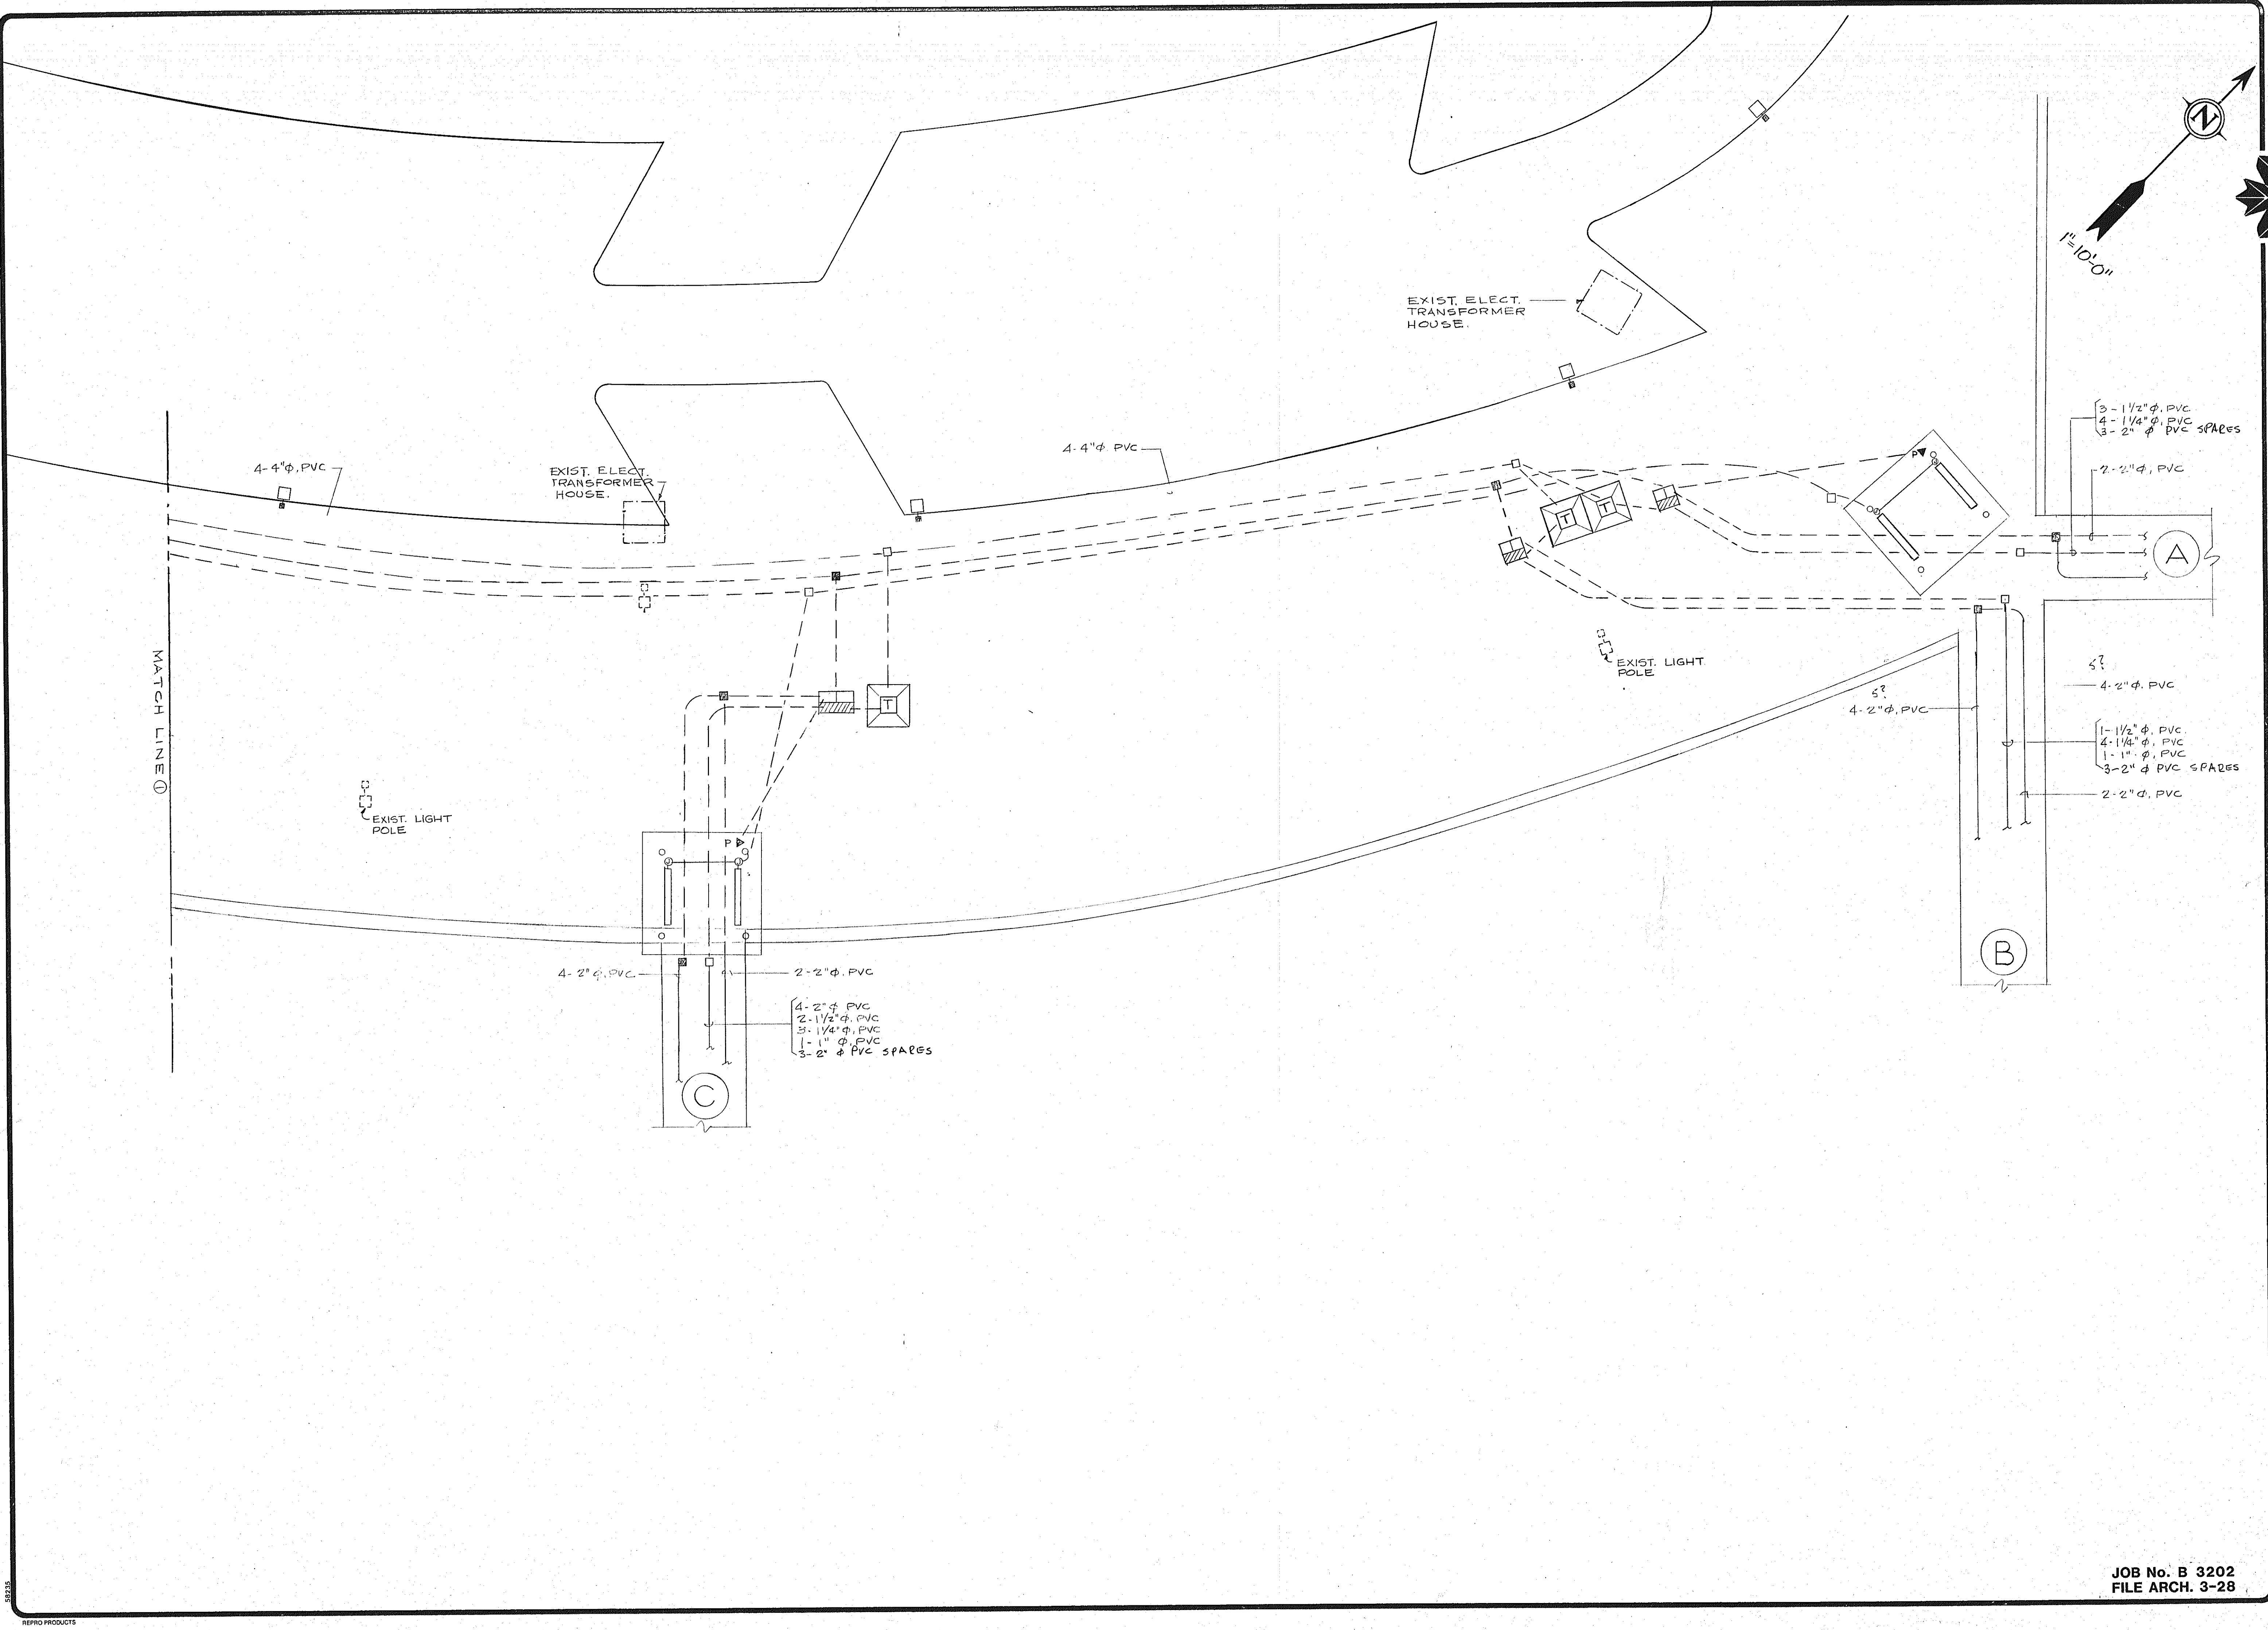 N
1"=10'-0"
EXIST. ELECT.
TRANSFORMER
HOUSE.
3-1½"Φ, PVC
4-1¼"Φ, PVC
3-2" Φ PVC SPARES
2-2"Φ, PVC
4-4"Φ, PVC
EXIST. ELECT.
TRANSFORMER
HOUSE.
4-4"Φ PVC
P
T
T
A
MATCH LINE 1
T
EXIST. LIGHT
POLE
EXIST. LIGHT
POLE
5?
4-2"Φ, PVC
5?
4-2"Φ. PVC
1-1½"Φ, PVC.
4-1¼"Φ, PVC
1-1"Φ, PVC
3-2" Φ PVC SPARES
2-2"Φ, PVC
P
B
4-2"Φ, PVC
2-2"Φ, PVC
4-2"Φ PVC
2-1½"Φ, PVC
3-1¼"Φ, PVC
1-1" Φ, PVC
3-2" Φ PVC SPARES
C
JOB No. B 3202
FILE ARCH. 3-28
58235
REPRO PRODUCTS